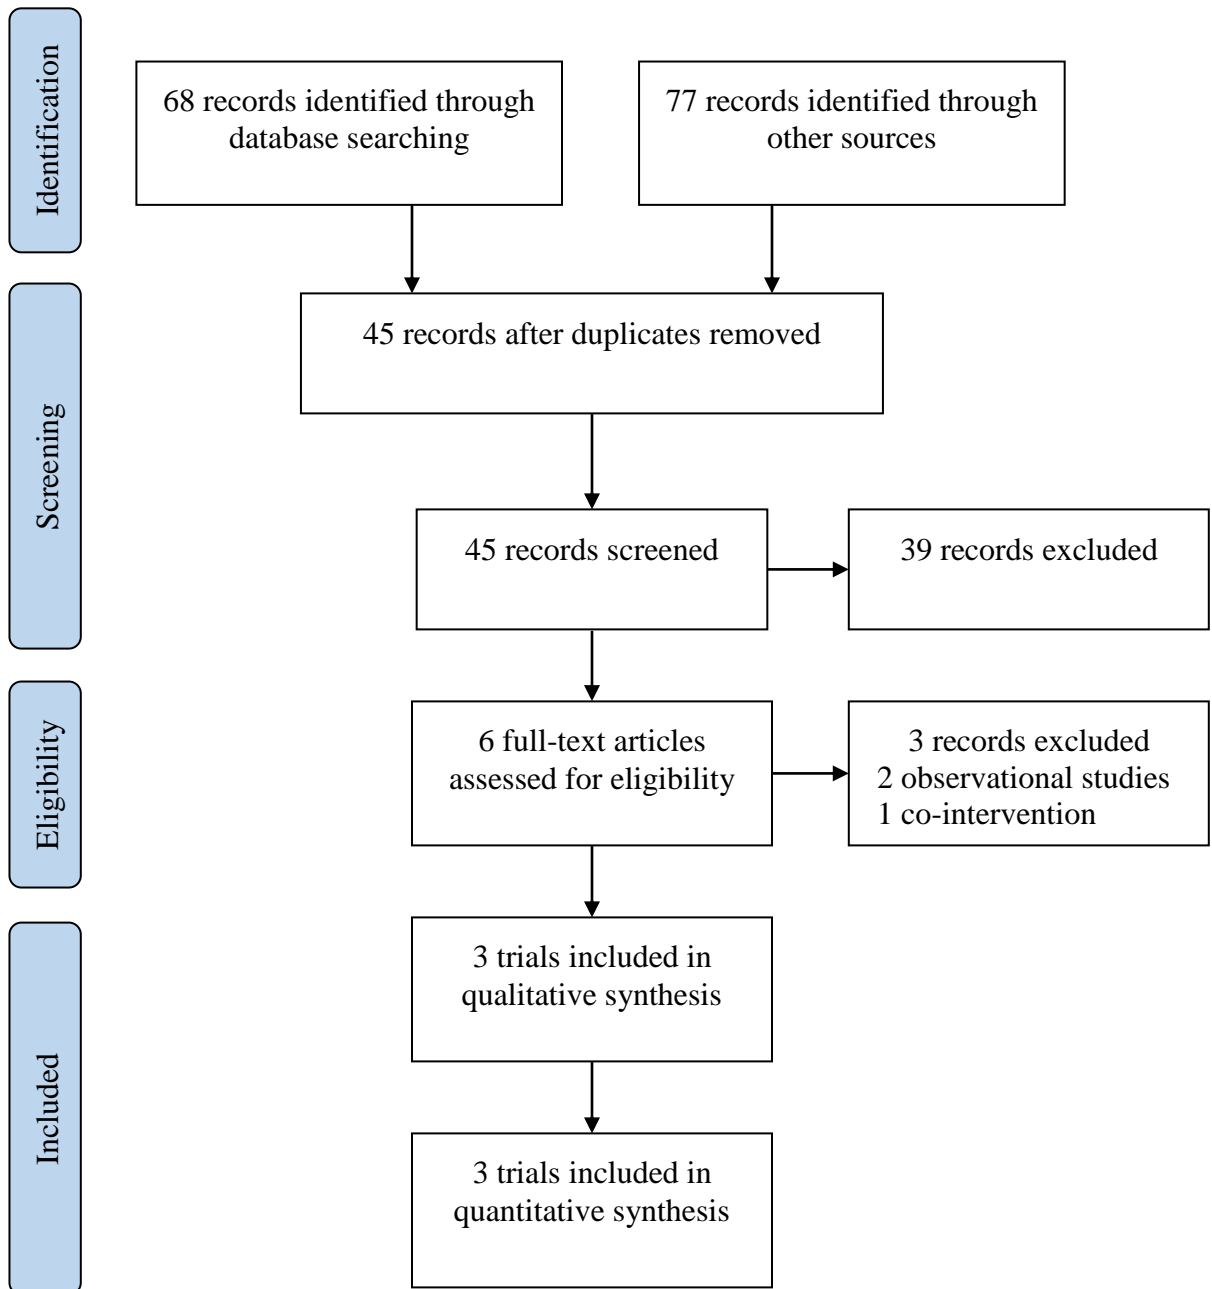 Identification
68 records identified through
database searching
77 records identified through
other sources
Screening
45 records after duplicates removed
45 records screened
39 records excluded
Eligibility
6 full-text articles
assessed for eligibility
3 records excluded
2 observational studies
1 co-intervention
Included
3 trials included in
qualitative synthesis
3 trials included in
quantitative synthesis